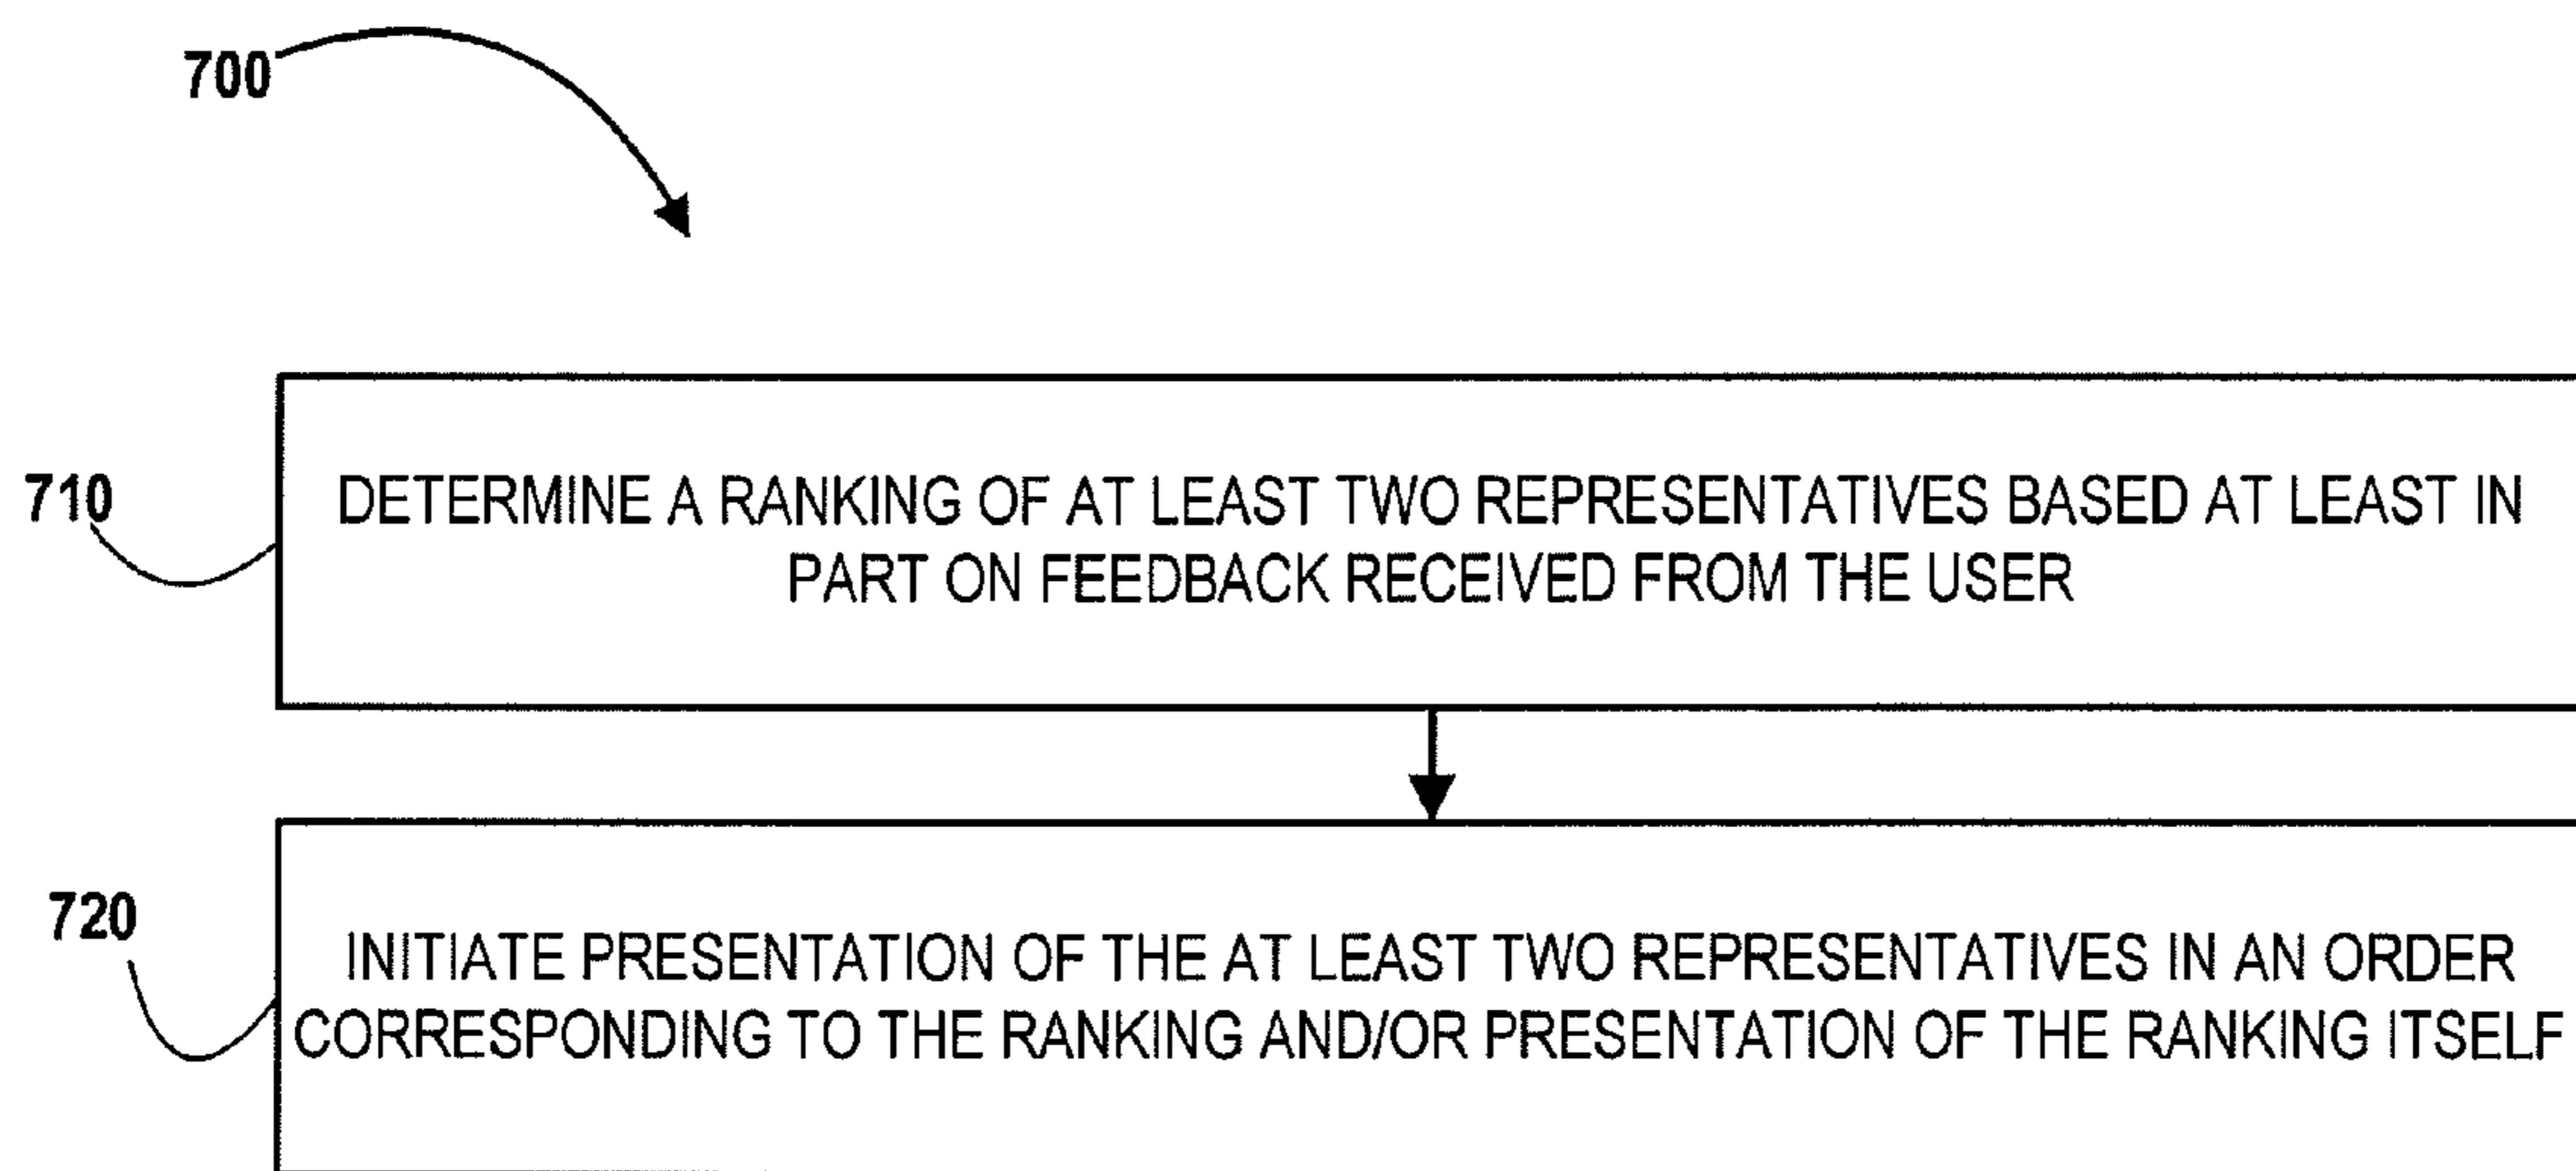 700
710
DETERMINE A RANKING OF AT LEAST TWO REPRESENTATIVES BASED AT LEAST IN
PART ON FEEDBACK RECEIVED FROM THE USER
720
INITIATE PRESENTATION OF THE AT LEAST TWO REPRESENTATIVES IN AN ORDER
CORRESPONDING TO THE RANKING AND/OR PRESENTATION OF THE RANKING ITSELF